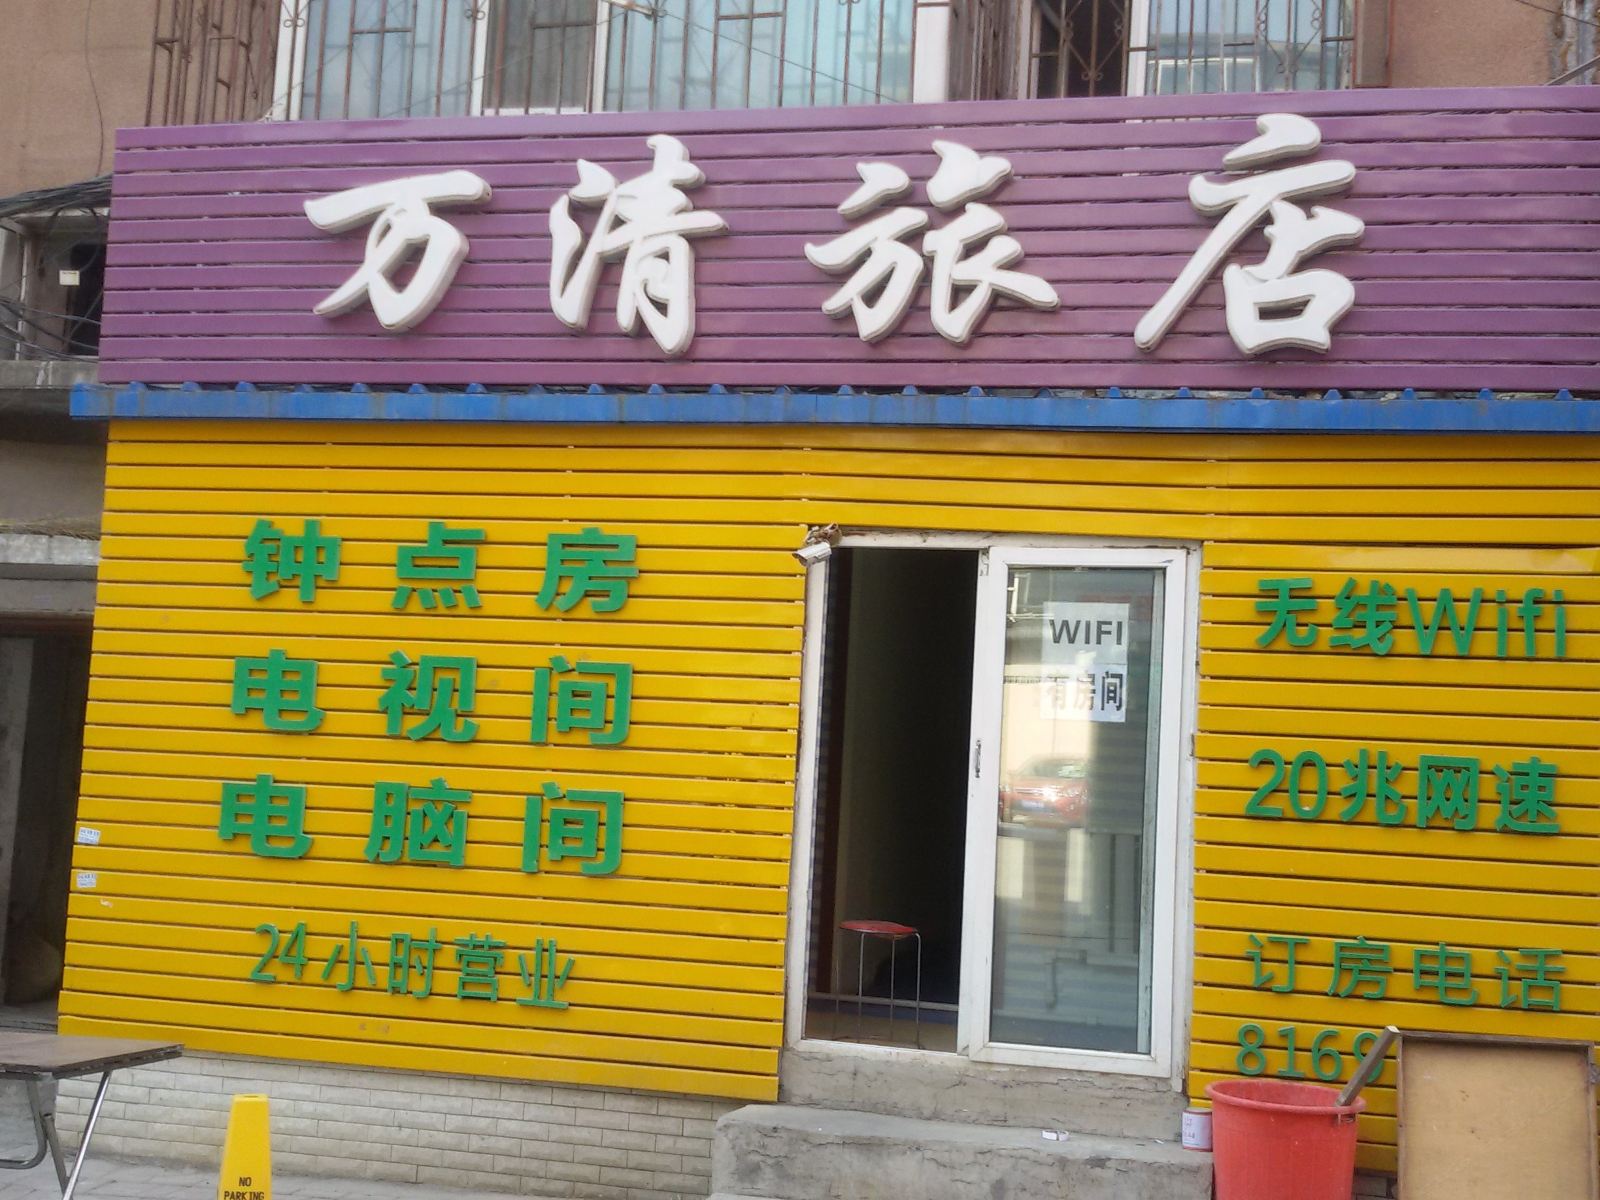 万清旅店
钟点房
电视间
电脑间
24小时营业
WIFI
有房间
无线Wifi
20兆网速
订房电话
8169
NO
PARKING